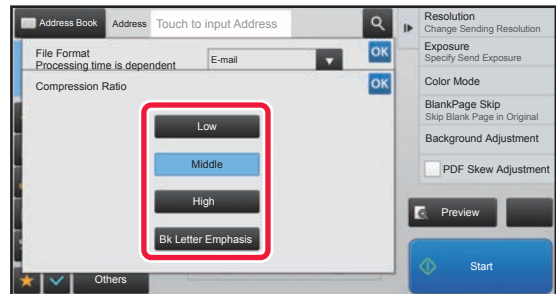 Address Book
Address
Touch to input Address
File Format
Processing time is dependent
E-mail
OK
Compression Ratio
OK
Low
Middle
High
Bk Letter Emphasis
Others
Resolution
Change Sending Resolution
Exposure
Specify Send Exposure
Color Mode
BlankPage Skip
Skip Blank Page in Original
Background Adjustment
PDF Skew Adjustment
Preview
Start